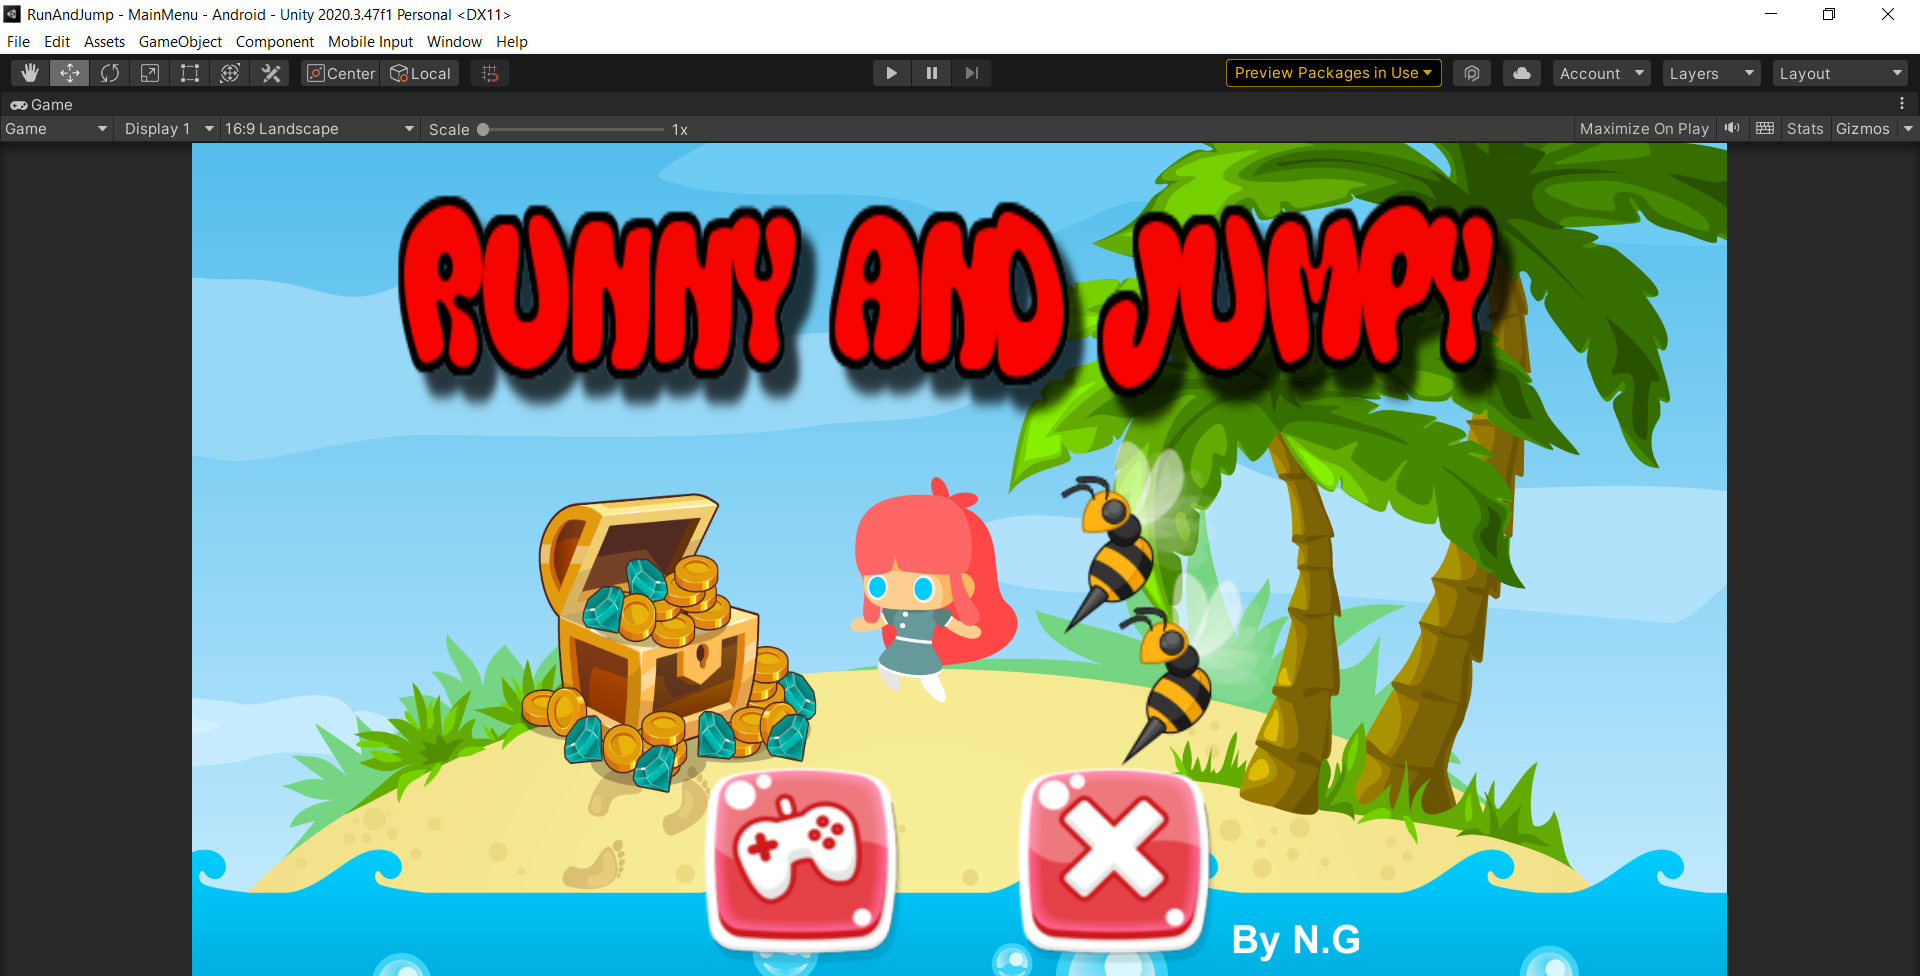 RunAndJump - MainMenu - Android - Unity 2020.3.47f1 Personal <DX11>
File Edit Assets GameObject Component Mobile Input Window Help
Center Local Preview Packages in Use Account Layers Layout
Game
Game Display 1 16:9 Landscape Scale 1x Maximize On Play Stats Gizmos
RUNNY AND JUMPY
By N.G